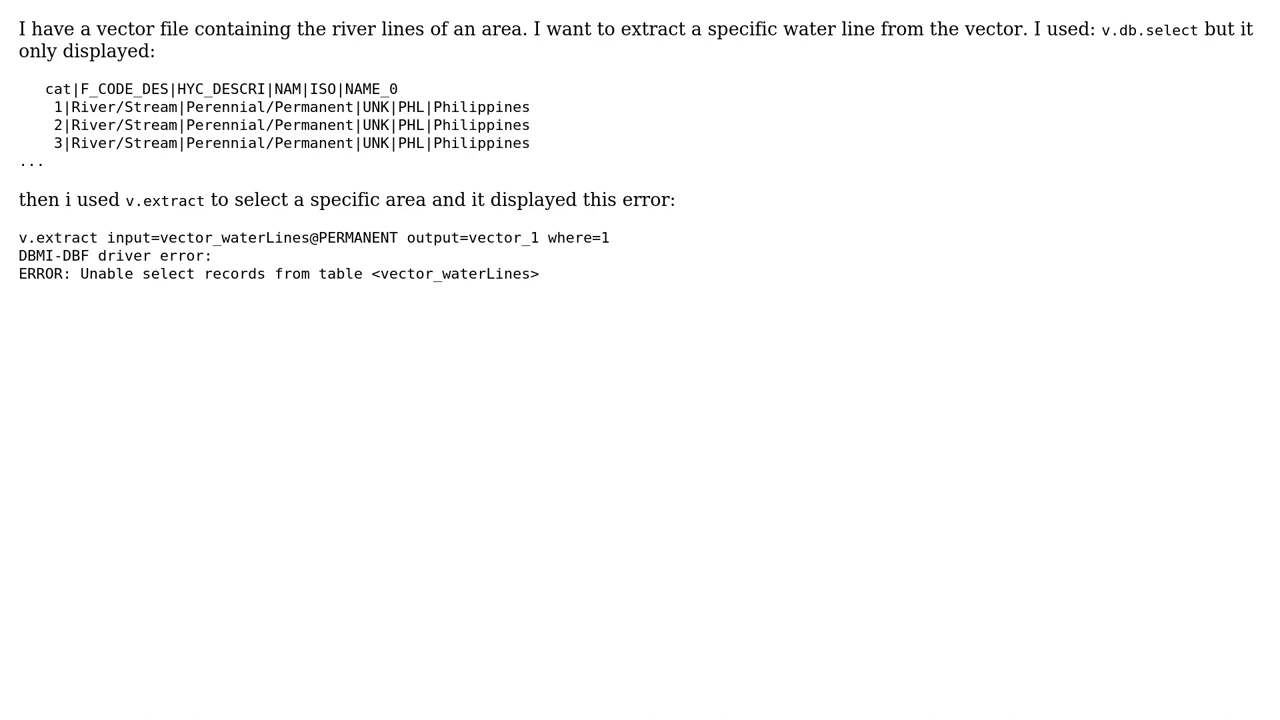 I have a vector file containing the river lines of an area. I want to extract a specific water line from the vector. I used: v.db.select but it
only displayed:
cat|F_CODE_DES|HYC_DESCRI|NAM|ISO|NAME_0
1|River/Stream|Perennial/Permanent|UNK|PHL|Philippines
2|River/Stream|Perennial/Permanent|UNK|PHL|Philippines
3|River/Stream|Perennial/Permanent|UNK|PHL|Philippines
...
then i used v.extract to select a specific area and it displayed this error:
v.extract input=vector_waterLines@PERMANENT output=vector_1 where=1
DBMI-DBF driver error:
ERROR: Unable select records from table <vector_waterLines>